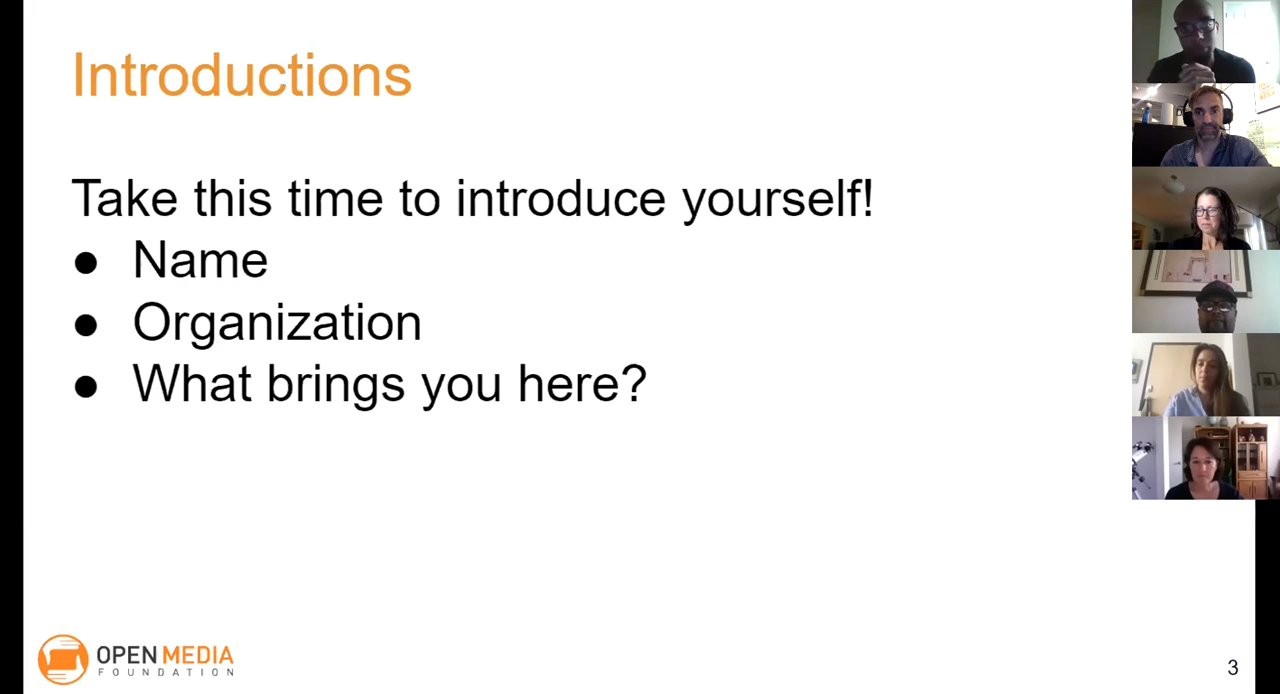 Introductions
Take this time to introduce yourself!
● Name
● Organization
● What brings you here?
OPEN MEDIA
FOUNDATION
3